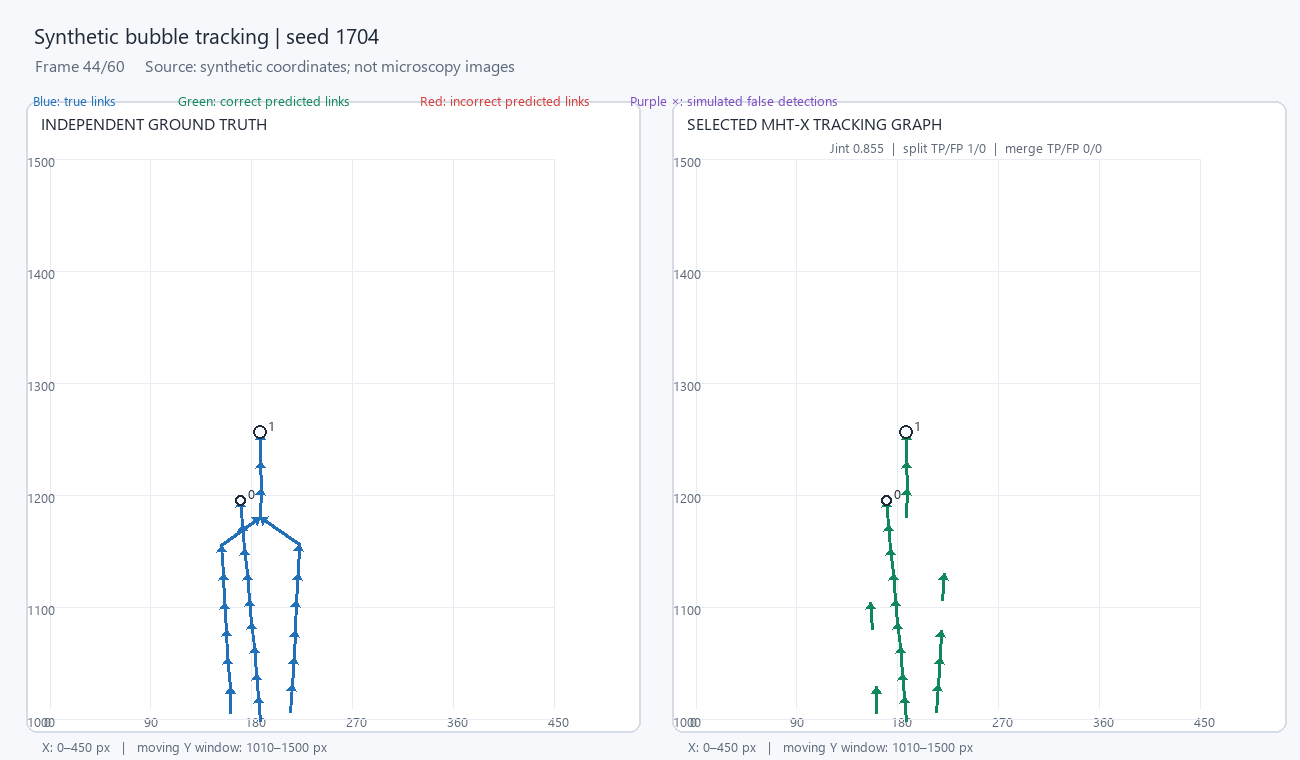 Synthetic bubble tracking | seed 1704
Frame 44/60 Source: synthetic coordinates; not microscopy images
Blue: true links Green: correct predicted links Red: incorrect predicted links Purple ×: simulated false detections
INDEPENDENT GROUND TRUTH
1500
1400
1300
1200
1100
1000
0 90 180 270 360 450
1
0
X: 0–450 px | moving Y window: 1010–1500 px
SELECTED MHT-X TRACKING GRAPH
Jint 0.855 | split TP/FP 1/0 | merge TP/FP 0/0
1500
1400
1300
1200
1100
1000
0 90 180 270 360 450
1
0
X: 0–450 px | moving Y window: 1010–1500 px